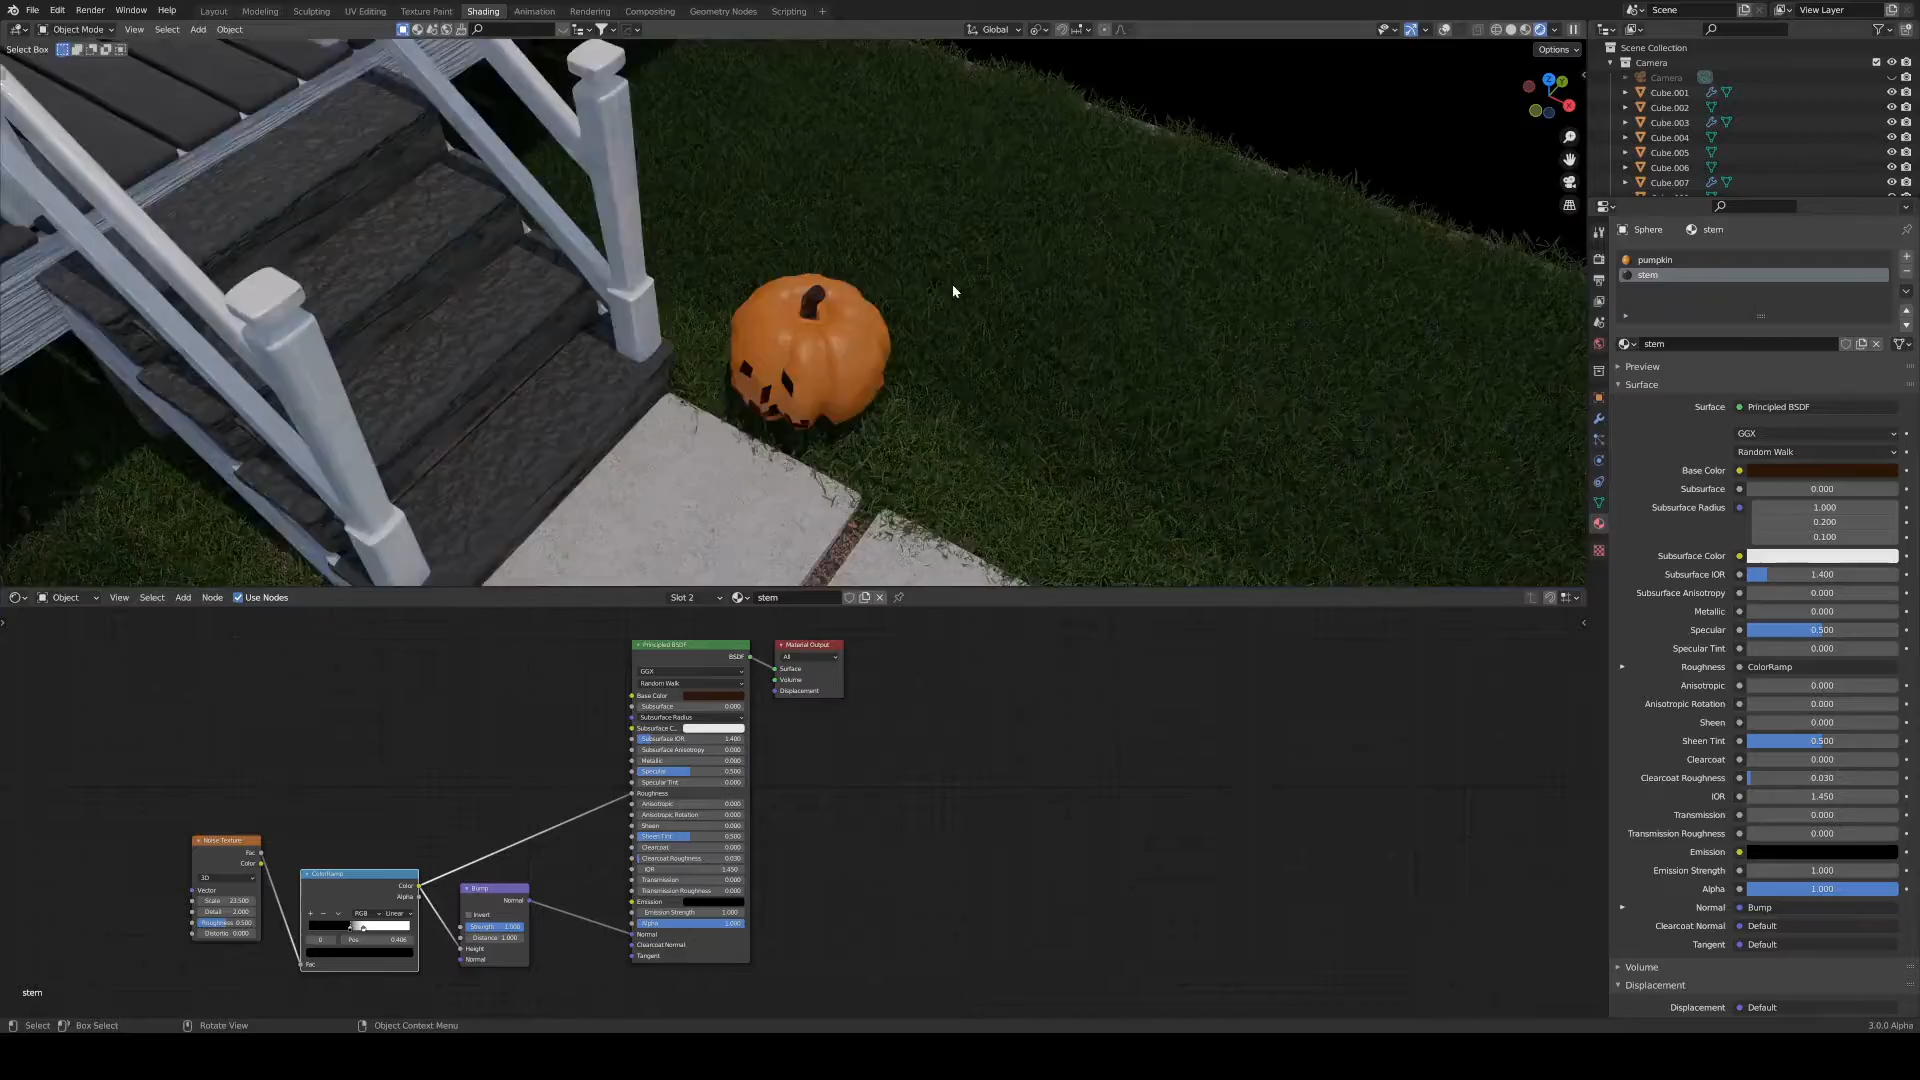 File Edit Render Window Help Layout Modeling Sculpting UV Editing Texture Paint Shading Animation Rendering Compositing Geometry Nodes Scripting + Scene View Layer
Object Mode View Select Add Object Global
Select Box Options
Scene Collection
Camera
Camera
Cube.001
Cube.002
Cube.003
Cube.004
Cube.005
Cube.006
Cube.007
Sphere stem
pumpkin
stem
stem
Preview
Surface
Surface Principled BSDF
GGX
Random Walk
Base Color
Subsurface 0.000
Subsurface Radius 1.000
0.200
0.100
Subsurface Color
Subsurface IOR 1.400
Subsurface Anisotropy 0.000
Metallic 0.000
Specular 0.500
Specular Tint 0.000
Roughness ColorRamp
Anisotropic 0.000
Anisotropic Rotation 0.000
Sheen 0.000
Sheen Tint 0.500
Clearcoat 0.000
Clearcoat Roughness 0.030
IOR 1.450
Transmission 0.000
Transmission Roughness 0.000
Emission
Emission Strength 1.000
Alpha 1.000
Normal Bump
Clearcoat Normal Default
Tangent Default
Volume
Displacement
Displacement Default
Object View Select Add Node Use Nodes Slot 2 stem
Principled BSDF
BSDF
GGX
Random Walk
Base Color
Subsurface 0.000
Subsurface Radius
Subsurface C...
Subsurface IOR 1.400
Subsurface Anisotropy 0.000
Metallic 0.000
Specular 0.500
Specular Tint 0.000
Roughness
Anisotropic 0.000
Anisotropic Rotation 0.000
Sheen 0.000
Sheen Tint 0.500
Clearcoat 0.000
Clearcoat Roughness 0.030
IOR 1.450
Transmission 0.000
Transmission Roughness 0.000
Emission
Emission Strength 1.000
Alpha 1.000
Normal
Clearcoat Normal
Tangent
Material Output
All
Surface
Volume
Displacement
Noise Texture
Fac
Color
3D
Vector
Scale 23.500
Detail 2.000
Roughness 0.500
Distortio 0.000
ColorRamp
Color
Alpha
RGB Linear
0 Pos 0.406
Fac
Bump
Normal
Invert
Strength 1.000
Distance 1.000
Height
Normal
stem
Select Box Select Rotate View Object Context Menu 3.0.0 Alpha